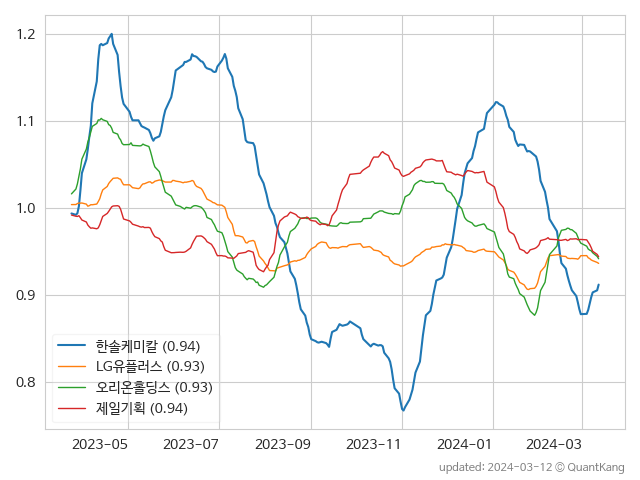 1.2
1.1
1.0
0.9
0.8
한솔케미칼 (0.94)
LG유플러스 (0.93)
오리온홀딩스 (0.93)
제일기획 (0.94)
2023-05 2023-07 2023-09 2023-11 2024-01 2024-03
updated: 2024-03-12 © QuantKang